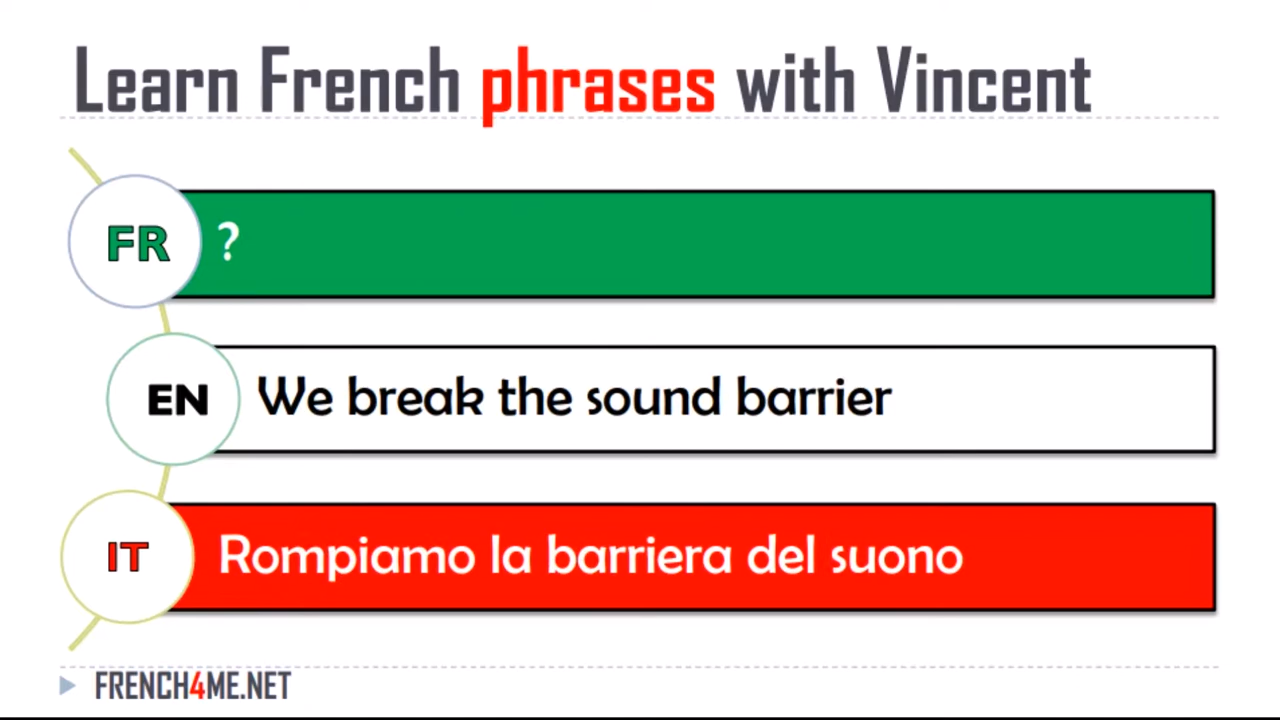 Learn French phrases with Vincent
FR ?
EN We break the sound barrier
IT Rompiamo la barriera del suono
FRENCH4ME.NET